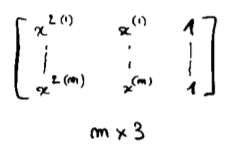 x^{2 (1)} x^{(1)} 1
⋮ ⋮ ⋮
x^{2 (m)} x^{(m)} 1
m × 3